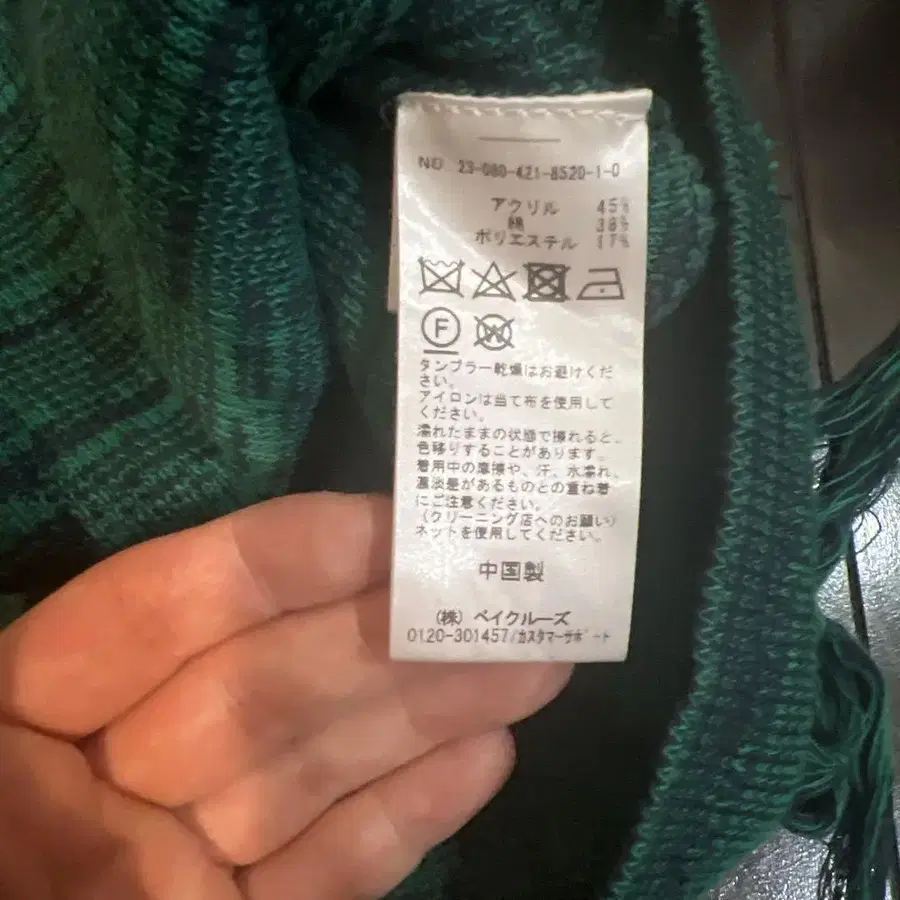 NO 23-080-421-8520-1-0
アクリル 45%
綿 38%
ポリエステル 17%
F
W
タンブラー乾燥はお避けくだ
さい。
アイロンは当て布を使用して
ください。
濡れたままの状態で擦れると、
色移りすることがあります。
着用中の摩擦や、汗、水濡れ、
濃淡差があるものとの重ね着
にご注意ください。
(クリーニング店へのお願い)
ネットを使用してください。
中国製
(株) ベイクルーズ
0120-301457/カスタマーサポート